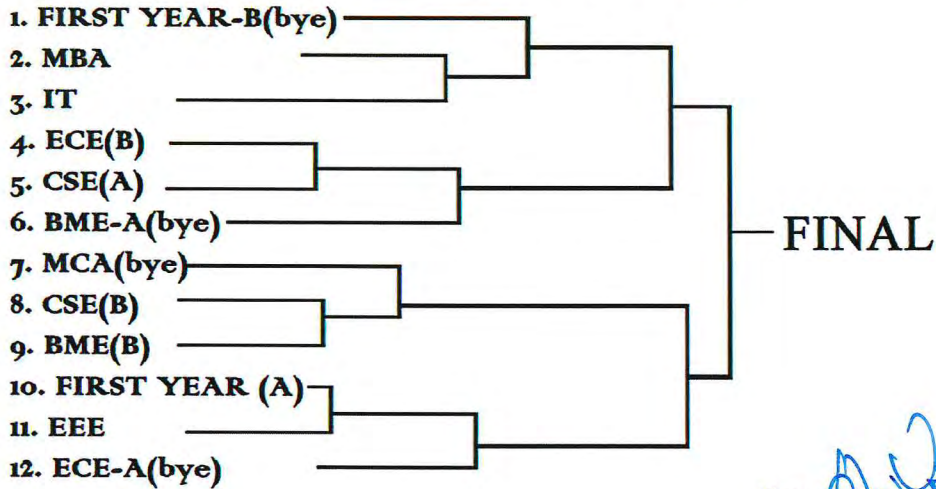 1. FIRST YEAR-B(bye)
2. MBA
3. IT
4. ECE(B)
5. CSE(A)
6. BME-A(bye)
7. MCA(bye)
8. CSE(B)
9. BME(B)
10. FIRST YEAR (A)
11. EEE
12. ECE-A(bye)
FINAL